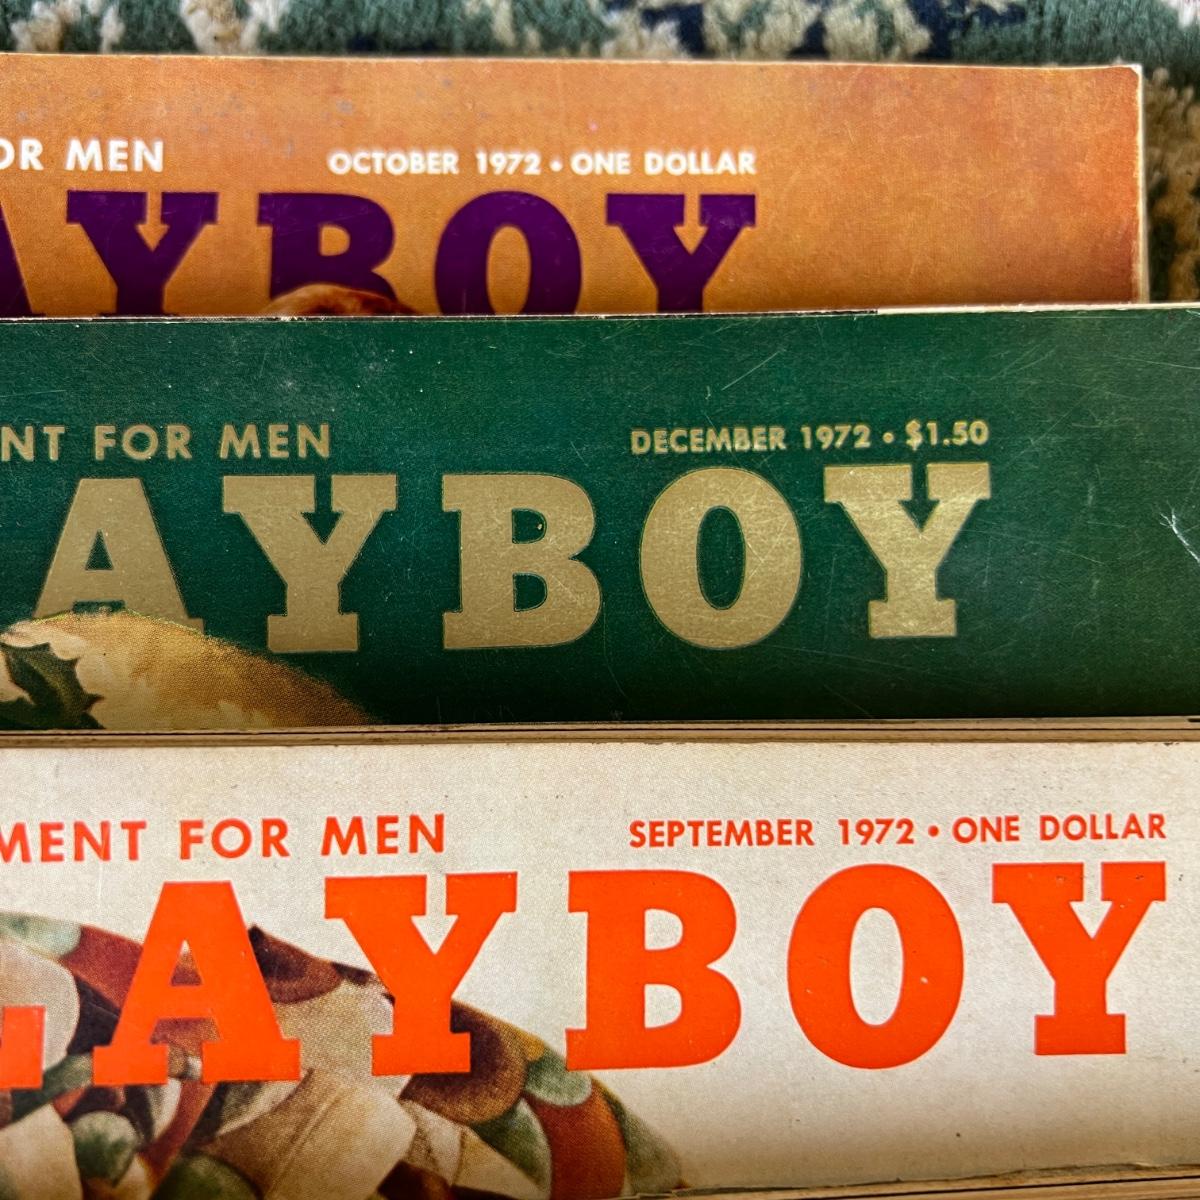 OR MEN OCTOBER 1972 • ONE DOLLAR
AYBOY
NT FOR MEN DECEMBER 1972 • $1.50
AYBOY
MENT FOR MEN SEPTEMBER 1972 • ONE DOLLAR
LAYBOY